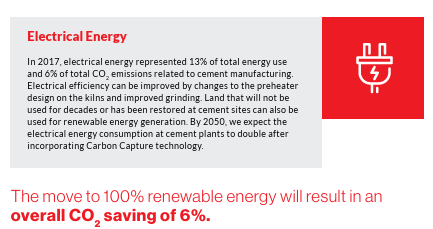 Electrical Energy
In 2017, electrical energy represented 13% of total energy use
and 6% of total CO₂ emissions related to cement manufacturing.
Electrical efficiency can be improved by changes to the preheater
design on the kilns and improved grinding. Land that will not be
used for decades or has been restored at cement sites can also be
used for renewable energy generation. By 2050, we expect the
electrical energy consumption at cement plants to double after
incorporating Carbon Capture technology.
The move to 100% renewable energy will result in an
overall CO₂ saving of 6%.